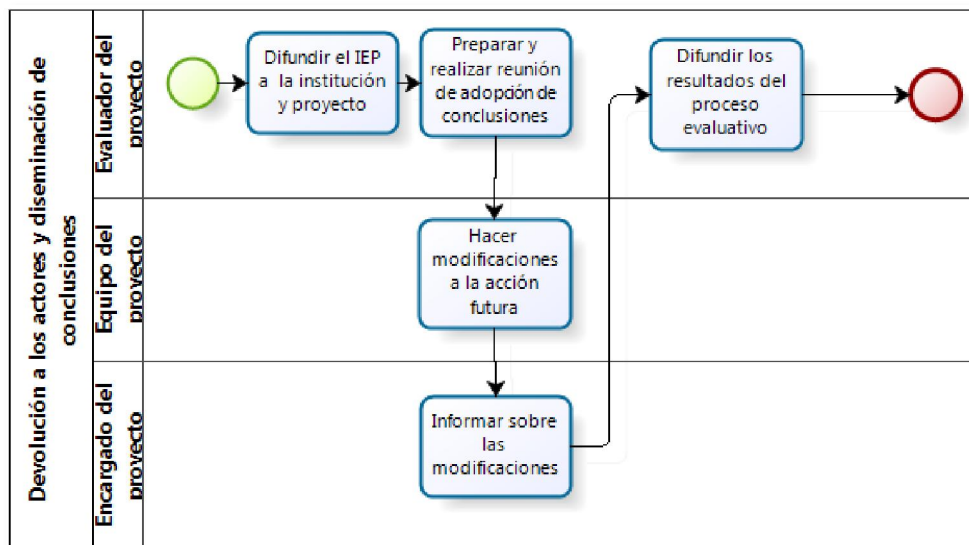 Devolución a los actores y diseminación de
conclusiones
Evaluador del
proyecto
Difundir el IEP
a la institución
y proyecto
Preparar y
realizar reunión
de adopción de
conclusiones
Difundir los
resultados del
proceso
evaluativo
Equipo del
proyecto
Hacer
modificaciones
a la acción
futura
Encargado del
proyecto
Informar sobre
las
modificaciones